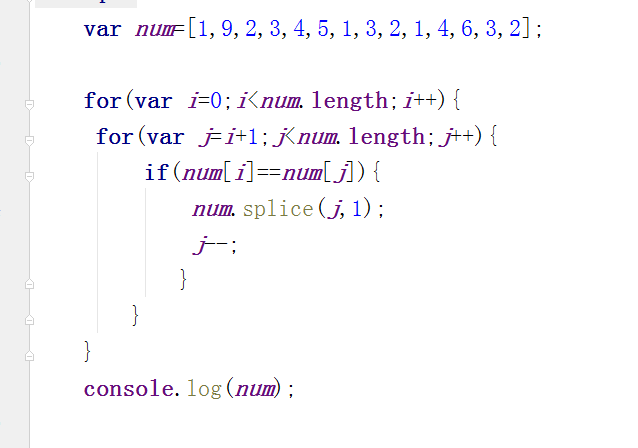 var num=[1,9,2,3,4,5,1,3,2,1,4,6,3,2];
for(var i=0;i<num.length;i++){
for(var j=i+1;j<num.length;j++){
if(num[i]==num[j]){
num.splice(j,1);
j--;
}
}
}
console.log(num);